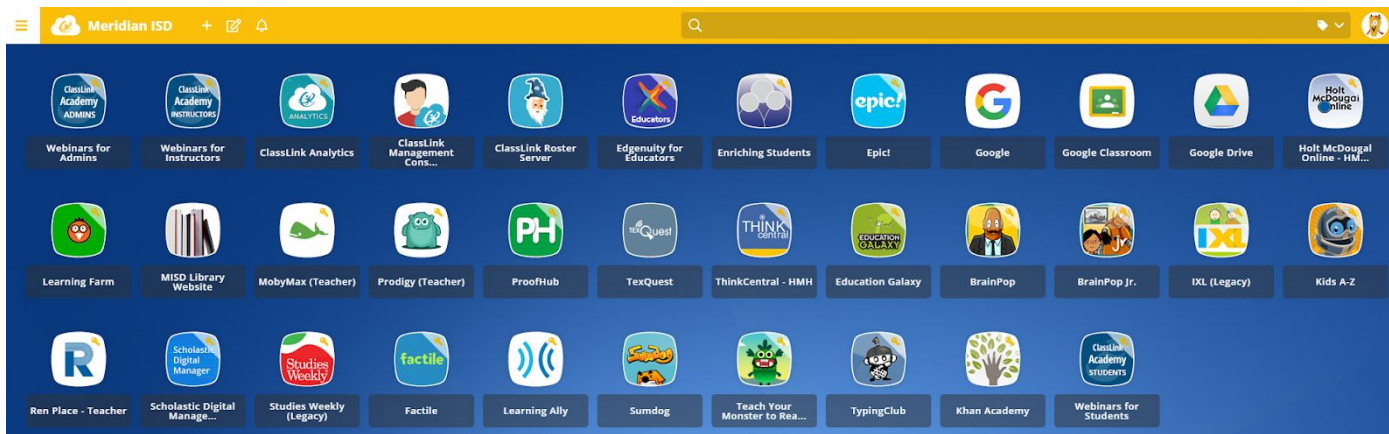 Meridian ISD
ClassLink
Academy
ADMINS
ClassLink
Academy
INSTRUCTORS
ANALYTICS
Educators
epic!
Holt
McDougal
Online
Webinars for
Admins
Webinars for
Instructors
ClassLink Analytics
ClassLink
Management
Cons...
ClassLink Roster
Server
Edgenuity for
Educators
Enriching Students
Epic!
Google
Google Classroom
Google Drive
Holt McDougal
Online - HM...
PH
TEXQuest
THINK
central
EDUCATION
GALAXY
Jr.
IXL
Learning Farm
MISD Library
Website
MobyMax (Teacher)
Prodigy (Teacher)
ProofHub
TexQuest
ThinkCentral - HMH
Education Galaxy
BrainPop
BrainPop Jr.
IXL (Legacy)
Kids A-Z
R
Scholastic
Digital
Manager
Studies
Weekly
factile
Sumdog
ClassLink
Academy
STUDENTS
Ren Place - Teacher
Scholastic Digital
Manage...
Studies Weekly
(Legacy)
Factile
Learning Ally
Sumdog
Teach Your
Monster to Rea...
TypingClub
Khan Academy
Webinars for
Students